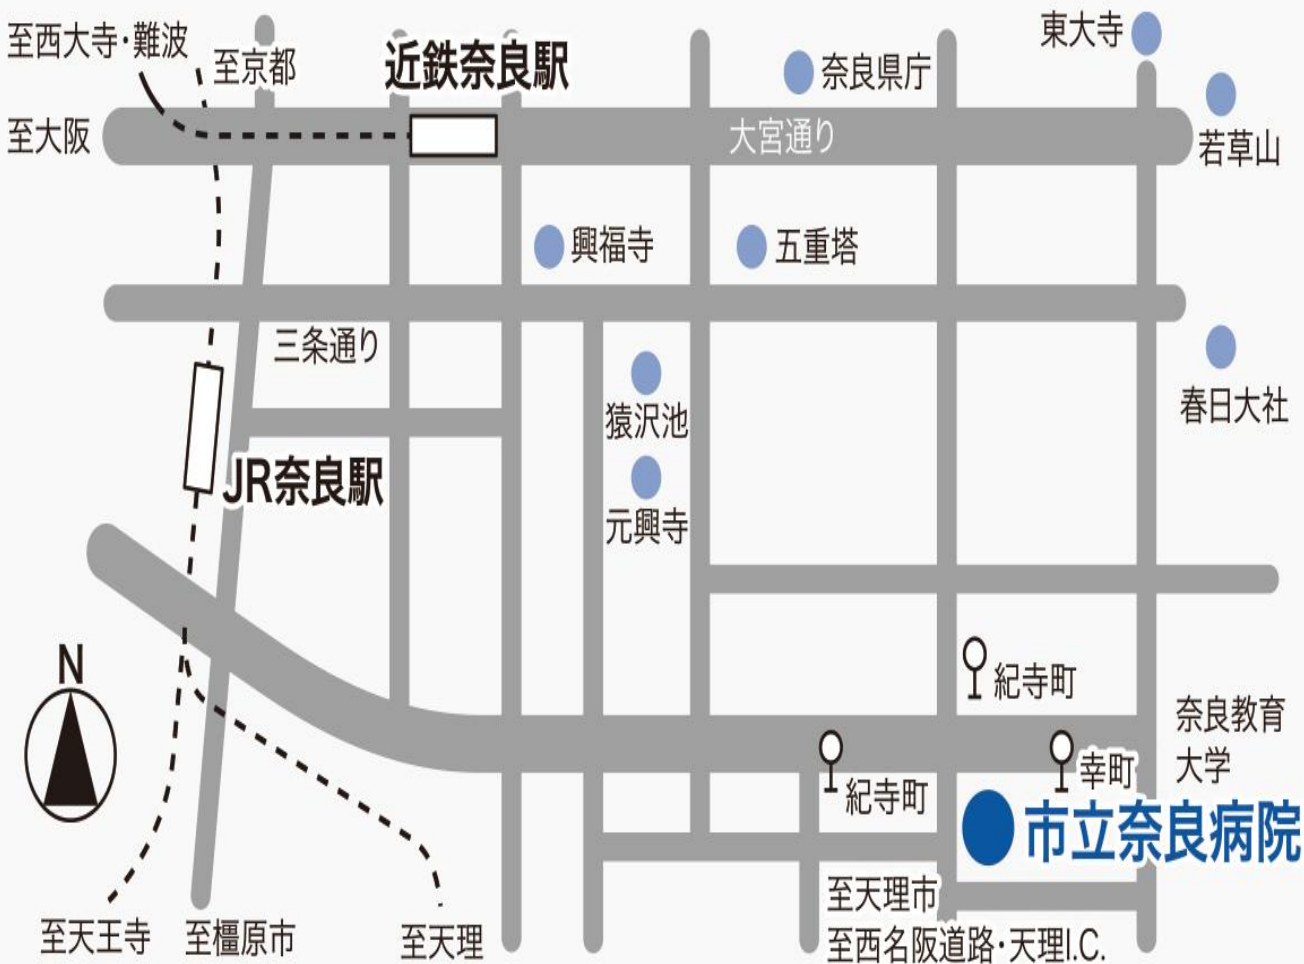 至西大寺・難波
至京都
近鉄奈良駅
奈良県庁
東大寺
至大阪
大宮通り
若草山
興福寺
五重塔
三条通り
猿沢池
春日大社
JR奈良駅
元興寺
N
紀寺町
奈良教育
大学
幸町
紀寺町
市立奈良病院
至天理市
至西名阪道路・天理I.C.
至天王寺
至橿原市
至天理